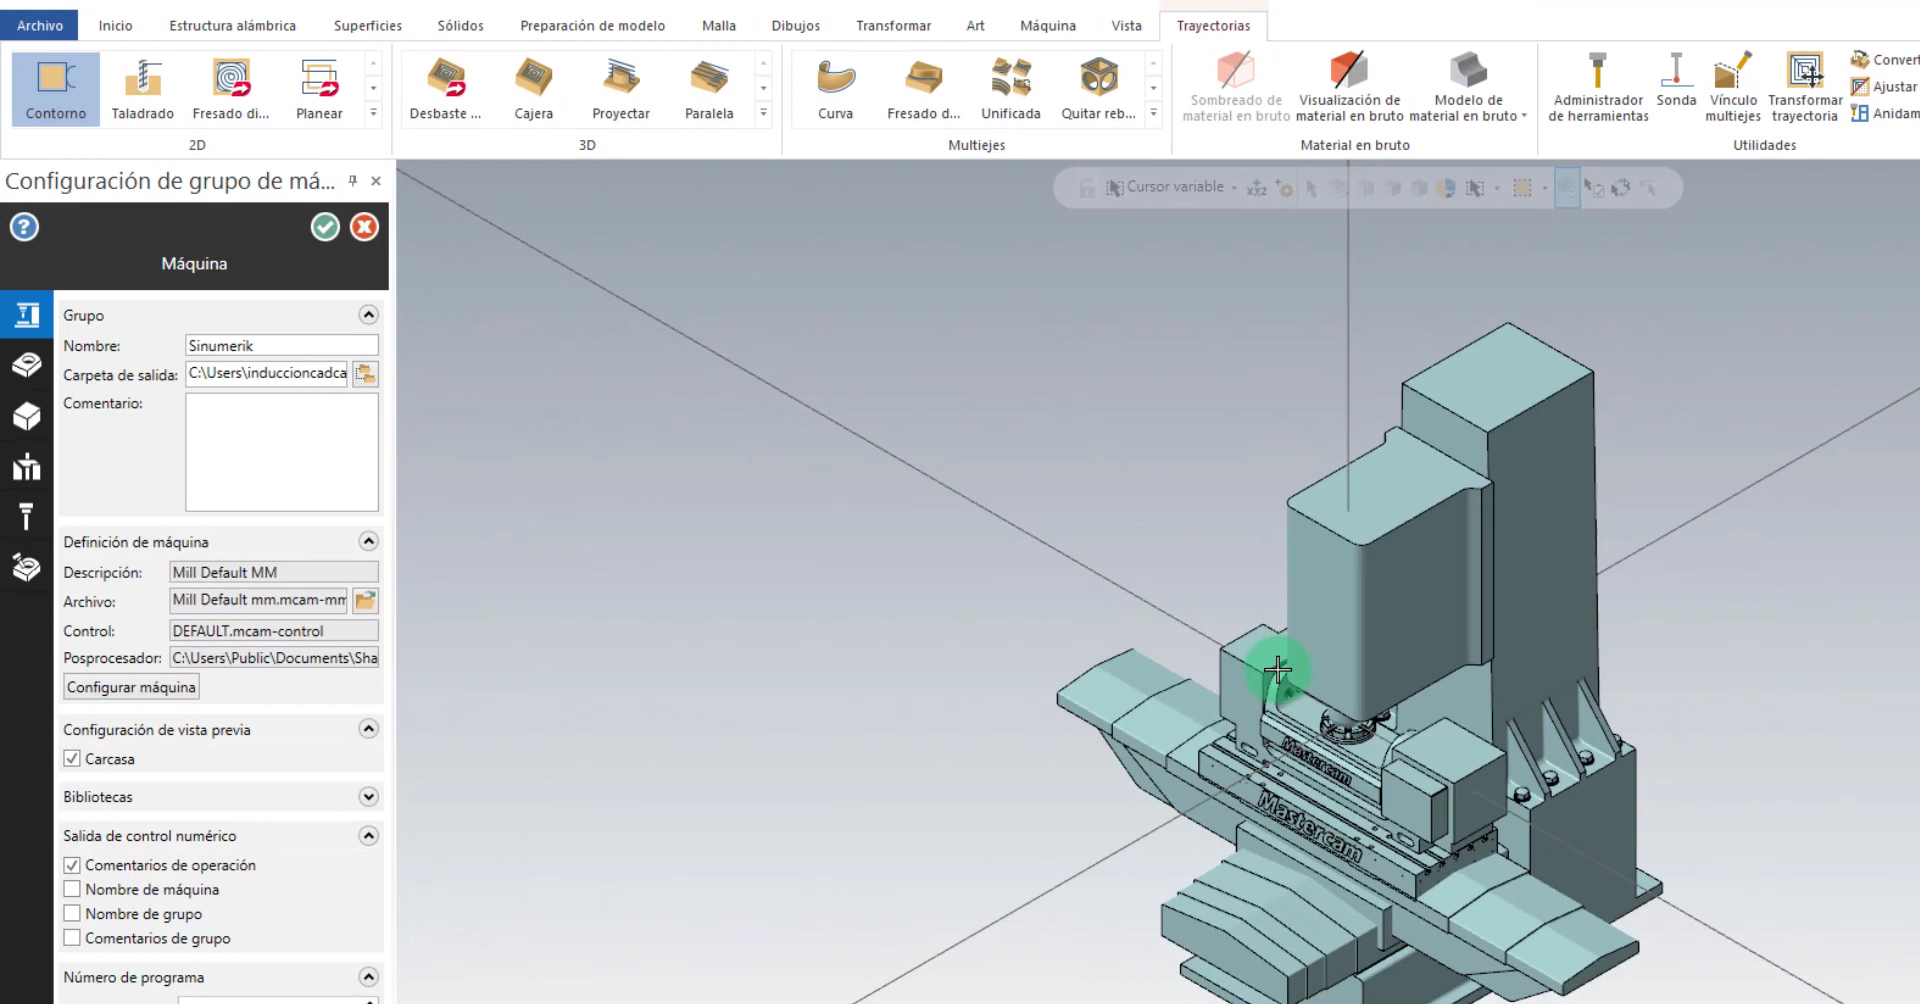 Archivo Inicio Estructura alámbrica Superficies Sólidos Preparación de modelo Malla Dibujos Transformar Art Máquina Vista Trayectorias
Contorno Taladrado Fresado di... Planear
2D
Desbaste ... Cajera Proyectar Paralela
3D
Curva Fresado d... Unificada Quitar reb...
Multiejes
Sombreado de
material en bruto
Visualización de
material en bruto
Modelo de
material en bruto
Material en bruto
Administrador
de herramientas
Sonda
Vínculo
multiejes
Transformar
trayectoria
Convert
Ajustar
Anidam
Utilidades
Configuración de grupo de má...
Cursor variable
xyz
Máquina
Grupo
Nombre: Sinumerik
Carpeta de salida: C:\Users\induccioncadca
Comentario:
Definición de máquina
Descripción: Mill Default MM
Archivo: Mill Default mm.mcam-mm
Control: DEFAULT.mcam-control
Posprocesador: C:\Users\Public\Documents\Sha
Configurar máquina
Configuración de vista previa
Carcasa
Bibliotecas
Salida de control numérico
Comentarios de operación
Nombre de máquina
Nombre de grupo
Comentarios de grupo
Número de programa
Mastercam
Mastercam